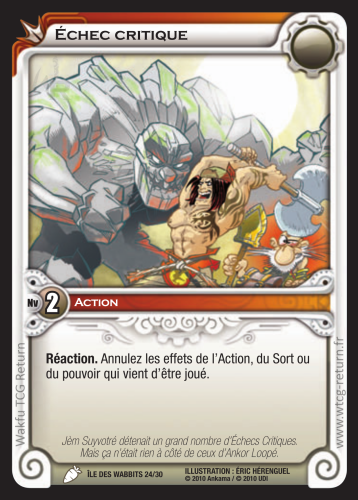 Échec critique
Nv 2 Action
Réaction. Annulez les effets de l'Action, du Sort ou
du pouvoir qui vient d'être joué.
Jém Suyvotré détenait un grand nombre d'Échecs Critiques.
Mais ça n'était rien à côté de ceux d'Ankor Loopé.
ÎLE DES WABBITS 24/30
ILLUSTRATION : ÉRIC HÉRENGUEL
© 2010 Ankama / © 2010 UDI
Wakfu TCG Return
www.wtcg-return.fr